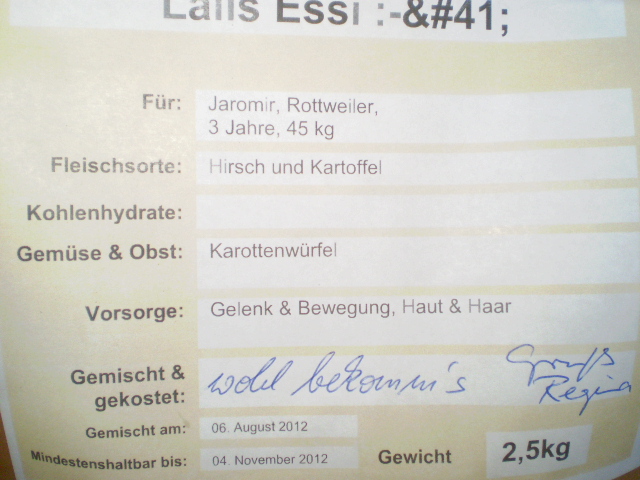 Lalis Essi :-&#41;
Für: Jaromir, Rottweiler,
3 Jahre, 45 kg
Fleischsorte: Hirsch und Kartoffel
Kohlenhydrate:
Gemüse & Obst: Karottenwürfel
Vorsorge: Gelenk & Bewegung, Haut & Haar
Gemischt & gekostet: wohl bekomm's Gruß Regina
Gemischt am: 06. August 2012
Mindestenshaltbar bis: 04. November 2012
Gewicht 2,5kg